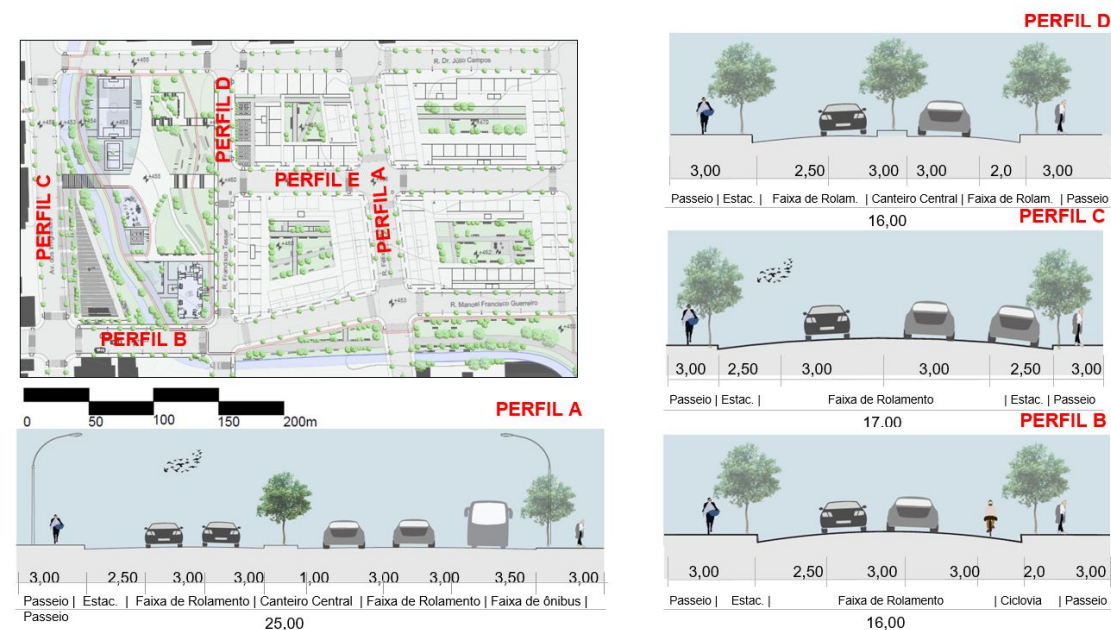 PERFIL D
R. Dr. Júzo Campos
PERFIL D
PERFIL C
PERFIL E
PERFIL A
R. Manoel Francisco Guerreiro
PERFIL B
0 50 100 150 200m
PERFIL A
3,00 2,50 3,00 3,00 1,00 3,00 3,00 3,50 3,00
Passeio | Estac. | Faixa de Rolamento | Canteiro Central | Faixa de Rolamento | Faixa de ônibus |
Passeio
25,00
3,00 2,50 3,00 3,00 2,0 3,00
Passeio | Estac. | Faixa de Rolam. | Canteiro Central | Faixa de Rolam. | Passeio
16,00
PERFIL C
3,00 2,50 3,00 3,00 2,50 3,00
Passeio | Estac. | Faixa de Rolamento | Estac. | Passeio
17,00
PERFIL B
3,00 2,50 3,00 3,00 2,0 3,00
Passeio | Estac. | Faixa de Rolamento | Ciclovia | Passeio
16,00